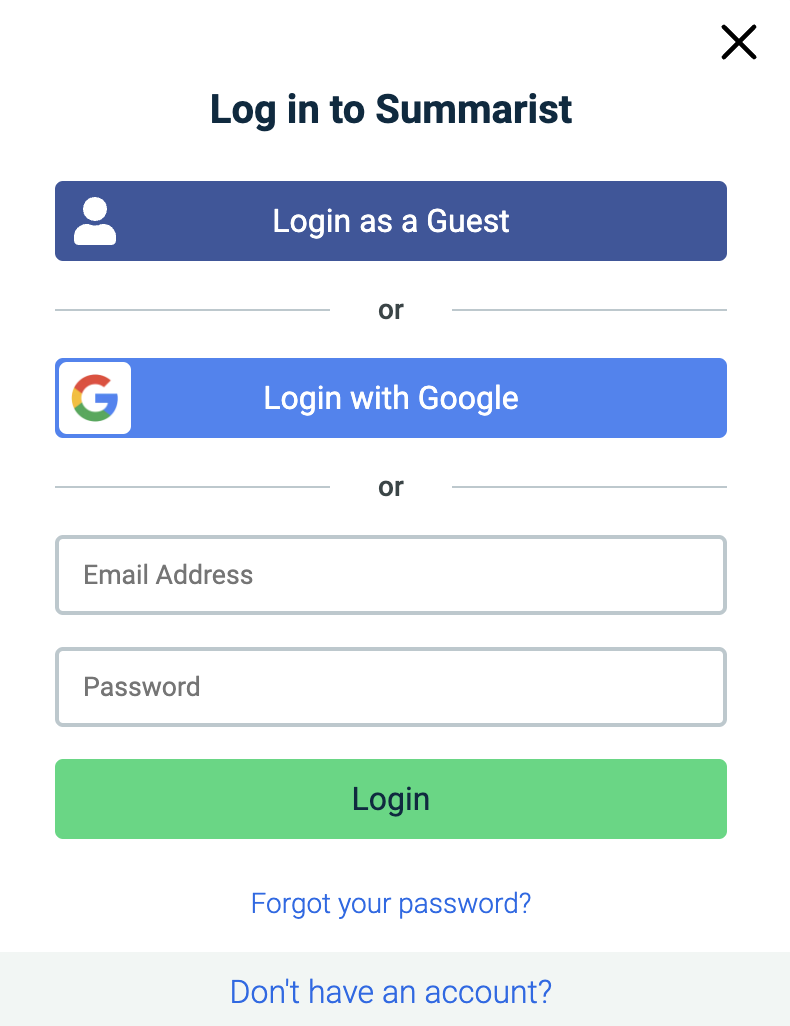 Log in to Summarist
Login as a Guest
or
Login with Google
or
Email Address
Password
Login
Forgot your password?
Don't have an account?